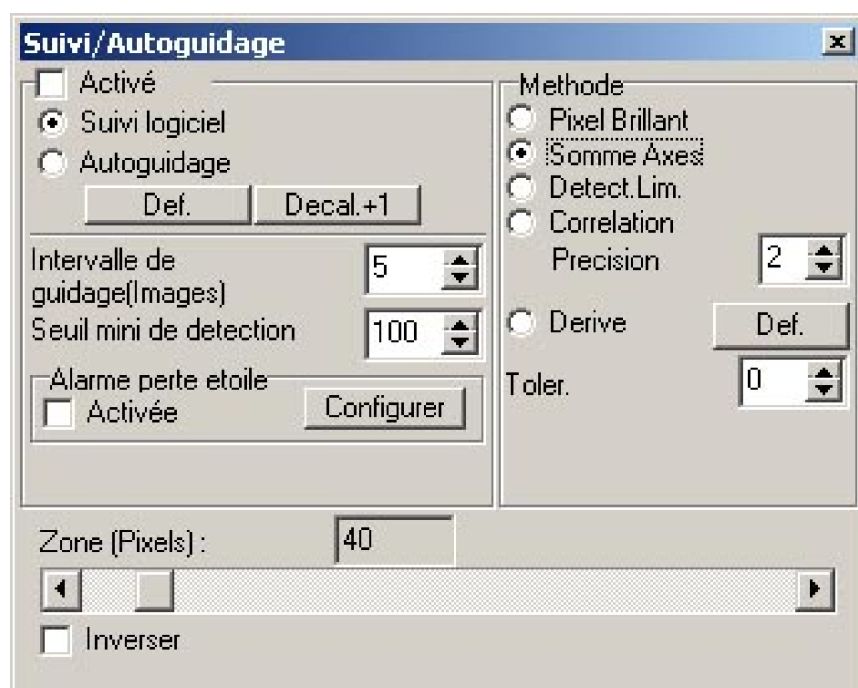 Suivi/Autoguidage
Activé
Suivi logiciel
Autoguidage
Def. Decal.+1
Intervalle de
guidage(Images) 5
Seuil mini de detection 100
Alarme perte etoile
Activée Configurer
Methode
Pixel Brillant
Somme Axes
Detect.Lim.
Correlation
Precision 2
Derive Def.
Toler. 0
Zone (Pixels) : 40
Inverser